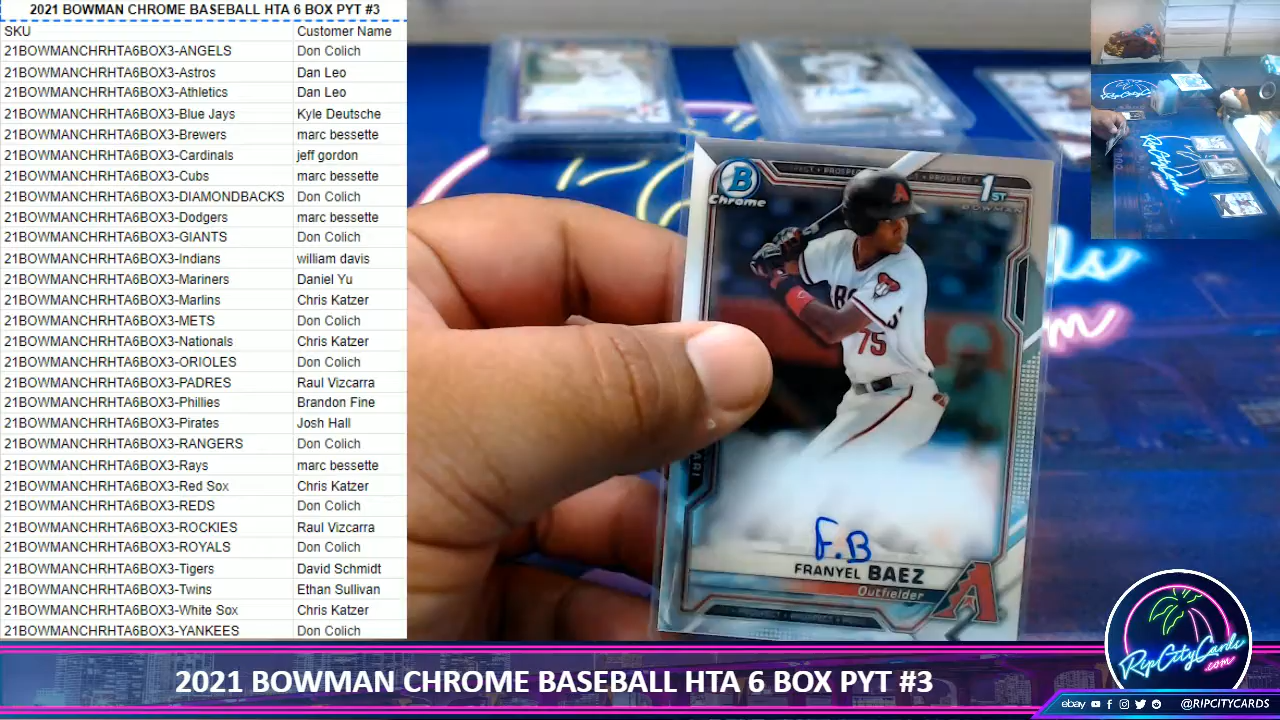 2021 BOWMAN CHROME BASEBALL HTA 6 BOX PYT #3
SKU Customer Name
21BOWMANCHRHTA6BOX3-ANGELS Don Colich
21BOWMANCHRHTA6BOX3-Astros Dan Leo
21BOWMANCHRHTA6BOX3-Athletics Dan Leo
21BOWMANCHRHTA6BOX3-Blue Jays Kyle Deutsche
21BOWMANCHRHTA6BOX3-Brewers marc bessette
21BOWMANCHRHTA6BOX3-Cardinals jeff gordon
21BOWMANCHRHTA6BOX3-Cubs marc bessette
21BOWMANCHRHTA6BOX3-DIAMONDBACKS Don Colich
21BOWMANCHRHTA6BOX3-Dodgers marc bessette
21BOWMANCHRHTA6BOX3-GIANTS Don Colich
21BOWMANCHRHTA6BOX3-Indians william davis
21BOWMANCHRHTA6BOX3-Mariners Daniel Yu
21BOWMANCHRHTA6BOX3-Marlins Chris Katzer
21BOWMANCHRHTA6BOX3-METS Don Colich
21BOWMANCHRHTA6BOX3-Nationals Chris Katzer
21BOWMANCHRHTA6BOX3-ORIOLES Don Colich
21BOWMANCHRHTA6BOX3-PADRES Raul Vizcarra
21BOWMANCHRHTA6BOX3-Phillies Brandon Fine
21BOWMANCHRHTA6BOX3-Pirates Josh Hall
21BOWMANCHRHTA6BOX3-RANGERS Don Colich
21BOWMANCHRHTA6BOX3-Rays marc bessette
21BOWMANCHRHTA6BOX3-Red Sox Chris Katzer
21BOWMANCHRHTA6BOX3-REDS Don Colich
21BOWMANCHRHTA6BOX3-ROCKIES Raul Vizcarra
21BOWMANCHRHTA6BOX3-ROYALS Don Colich
21BOWMANCHRHTA6BOX3-Tigers David Schmidt
21BOWMANCHRHTA6BOX3-Twins Ethan Sullivan
21BOWMANCHRHTA6BOX3-White Sox Chris Katzer
21BOWMANCHRHTA6BOX3-YANKEES Don Colich
B
Chrome
PROSPECT
1ST
BOWMAN
A
75
F.B
FRANYEL BAEZ
Outfielder
A
RipCityCards
.com
2021 BOWMAN CHROME BASEBALL HTA 6 BOX PYT #3
ebay @RIPCITYCARDS